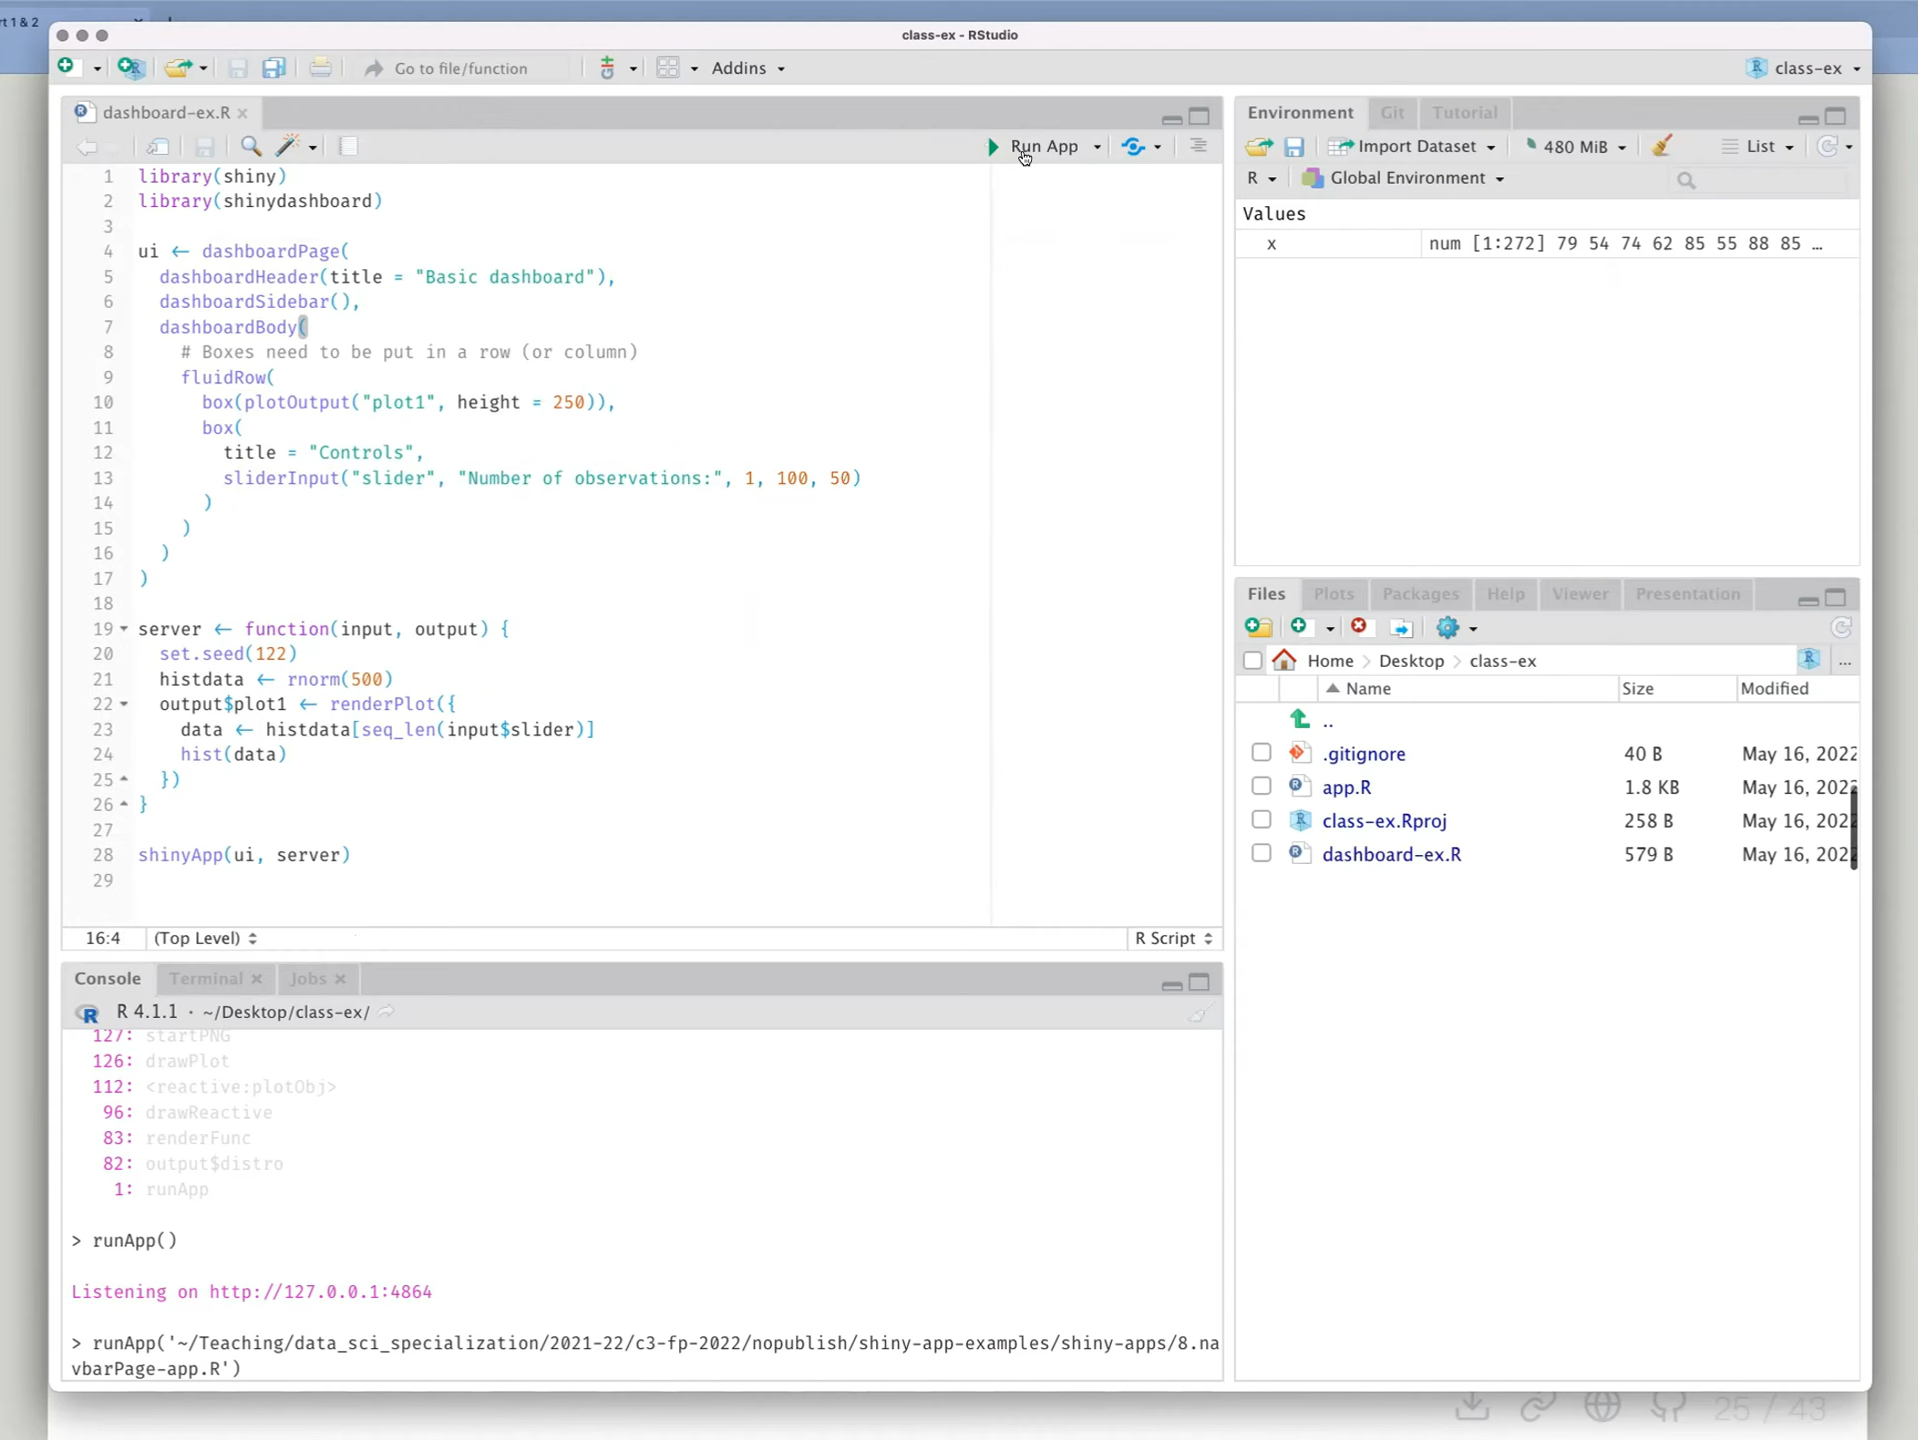 rt 1 & 2
class-ex - RStudio
Go to file/function
Addins
class-ex
dashboard-ex.R
Run App
1 library(shiny)
2 library(shinydashboard)
3
4 ui ← dashboardPage(
5 dashboardHeader(title = "Basic dashboard"),
6 dashboardSidebar(),
7 dashboardBody(
8 # Boxes need to be put in a row (or column)
9 fluidRow(
10 box(plotOutput("plot1", height = 250)),
11 box(
12 title = "Controls",
13 sliderInput("slider", "Number of observations:", 1, 100, 50)
14 )
15 )
16 )
17 )
18
19 server ← function(input, output) {
20 set.seed(122)
21 histdata ← rnorm(500)
22 output$plot1 ← renderPlot({
23 data ← histdata[seq_len(input$slider)]
24 hist(data)
25 })
26 }
27
28 shinyApp(ui, server)
29
16:4 (Top Level) R Script
Console Terminal Jobs
R 4.1.1 · ~/Desktop/class-ex/
127: startPNG
126: drawPlot
112: <reactive:plotObj>
96: drawReactive
83: renderFunc
82: output$distro
1: runApp
> runApp()
Listening on http://127.0.0.1:4864
> runApp('~/Teaching/data_sci_specialization/2021-22/c3-fp-2022/nopublish/shiny-app-examples/shiny-apps/8.na
vbarPage-app.R')
Environment Git Tutorial
Import Dataset 480 MiB List
R Global Environment
Values
x num [1:272] 79 54 74 62 85 55 88 85 …
Files Plots Packages Help Viewer Presentation
Home Desktop class-ex ...
Name Size Modified
..
.gitignore 40 B May 16, 2022
app.R 1.8 KB May 16, 2022
class-ex.Rproj 258 B May 16, 2022
dashboard-ex.R 579 B May 16, 2022
25 / 43